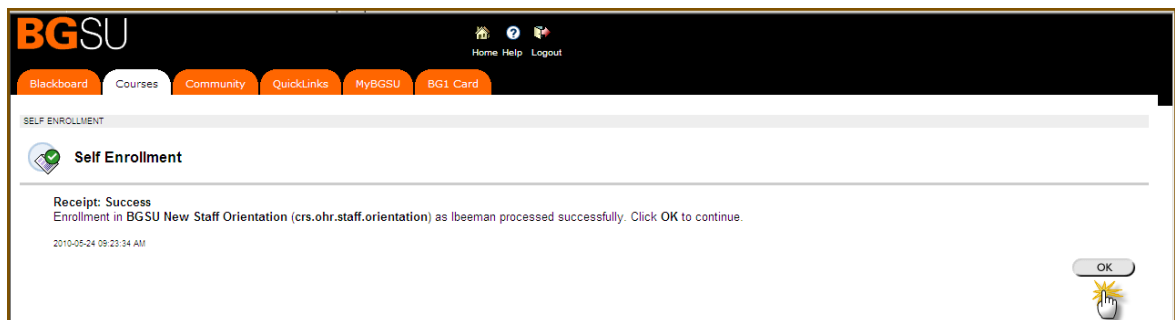 BGSU
Home Help Logout
Blackboard Courses Community QuickLinks MyBGSU BG1 Card
SELF ENROLLMENT
Self Enrollment
Receipt: Success
Enrollment in BGSU New Staff Orientation (crs.ohr.staff.orientation) as lbeeman processed successfully. Click OK to continue.
2010-05-24 09:23:34 AM
OK